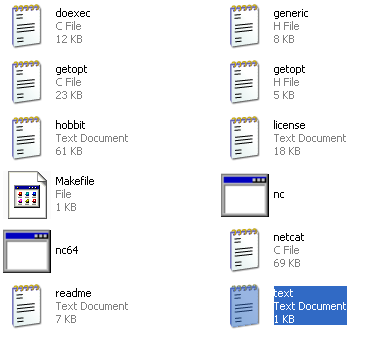 doexec
C File
12 KB
generic
H File
8 KB
getopt
C File
23 KB
getopt
H File
5 KB
hobbit
Text Document
61 KB
license
Text Document
18 KB
Makefile
File
1 KB
nc
nc64
netcat
C File
69 KB
readme
Text Document
7 KB
text
Text Document
1 KB